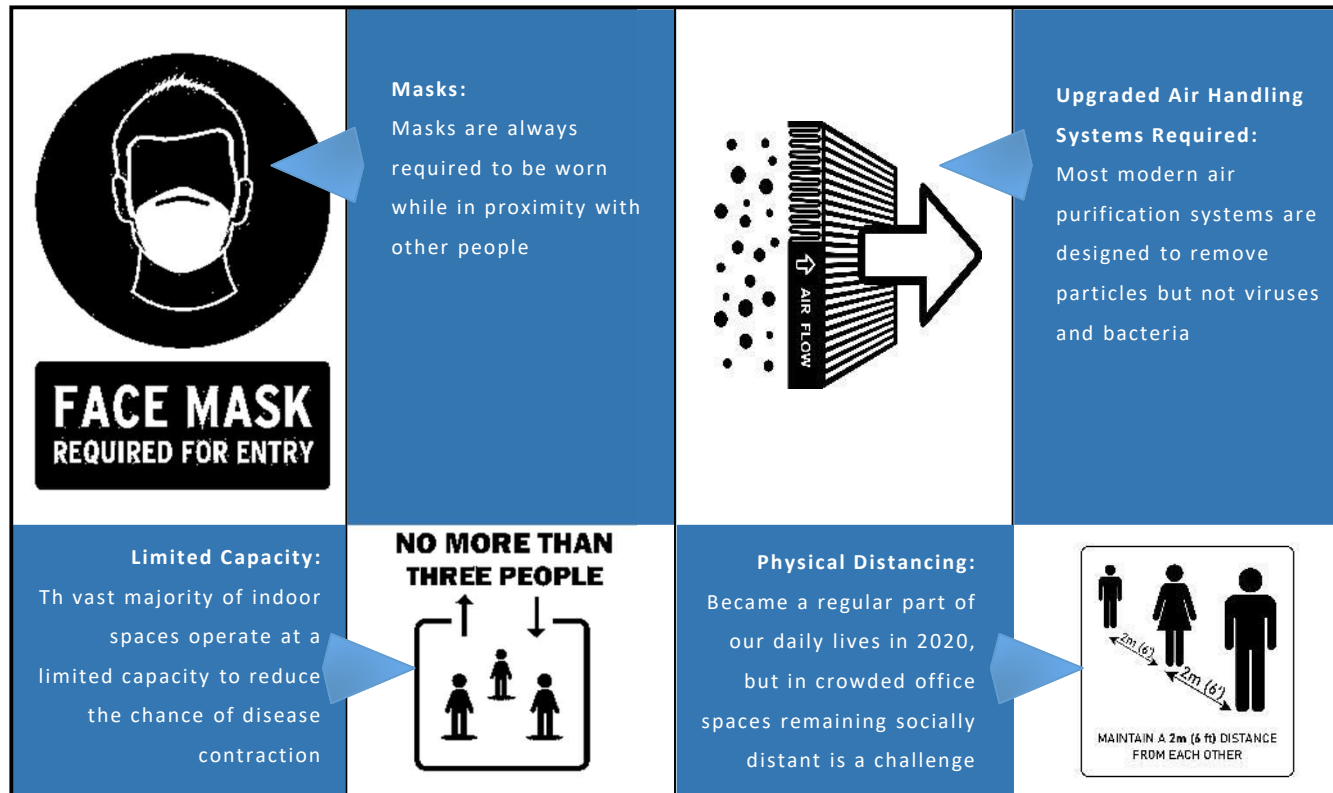 FACE MASK
REQUIRED FOR ENTRY
Masks:
Masks are always
required to be worn
while in proximity with
other people
AIR FLOW
Upgraded Air Handling
Systems Required:
Most modern air
purification systems are
designed to remove
particles but not viruses
and bacteria
Limited Capacity:
Th vast majority of indoor
spaces operate at a
limited capacity to reduce
the chance of disease
contraction
NO MORE THAN
THREE PEOPLE
Physical Distancing:
Became a regular part of
our daily lives in 2020,
but in crowded office
spaces remaining socially
distant is a challenge
2m (6')
2m (6')
MAINTAIN A 2m (6 ft) DISTANCE
FROM EACH OTHER